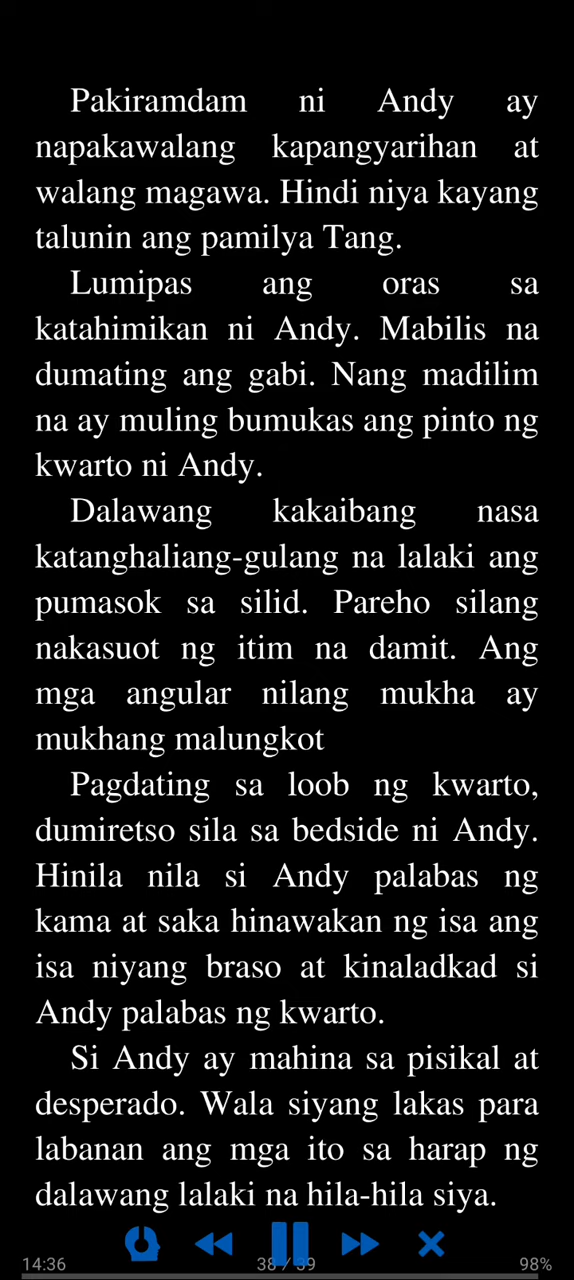 Pakiramdam ni Andy ay
napakawalang kapangyarihan at
walang magawa. Hindi niya kayang
talunin ang pamilya Tang.
Lumipas ang oras sa
katahimikan ni Andy. Mabilis na
dumating ang gabi. Nang madilim
na ay muling bumukas ang pinto ng
kwarto ni Andy.
Dalawang kakaibang nasa
katanghaliang-gulang na lalaki ang
pumasok sa silid. Pareho silang
nakasuot ng itim na damit. Ang
mga angular nilang mukha ay
mukhang malungkot
Pagdating sa loob ng kwarto,
dumiretso sila sa bedside ni Andy.
Hinila nila si Andy palabas ng
kama at saka hinawakan ng isa ang
isa niyang braso at kinaladkad si
Andy palabas ng kwarto.
Si Andy ay mahina sa pisikal at
desperado. Wala siyang lakas para
labanan ang mga ito sa harap ng
dalawang lalaki na hila-hila siya.
14:36 38 / 39 98%